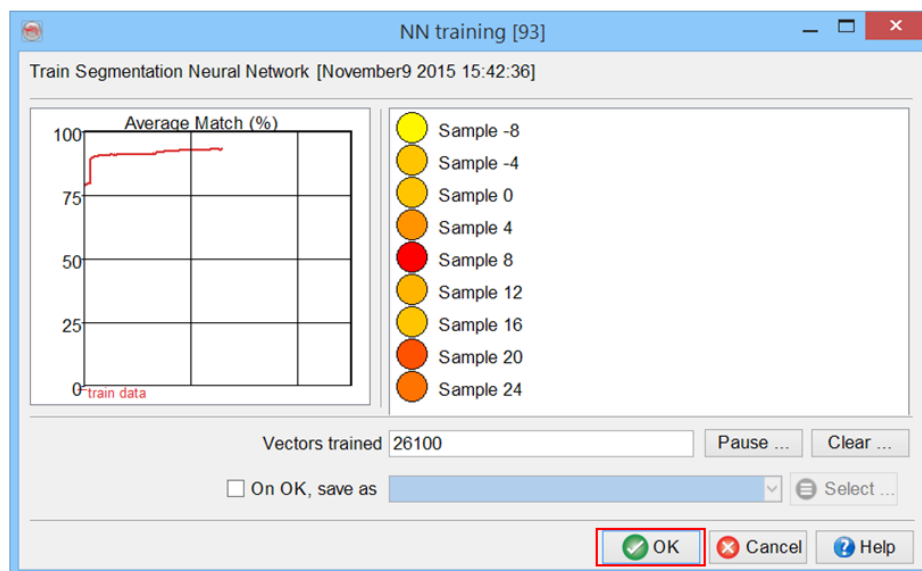 NN training [93]
Train Segmentation Neural Network [November9 2015 15:42:36]
Average Match (%)
100
75
50
25
0
train data
Sample -8
Sample -4
Sample 0
Sample 4
Sample 8
Sample 12
Sample 16
Sample 20
Sample 24
Vectors trained 26100 Pause ... Clear ...
On OK, save as Select ...
OK Cancel Help